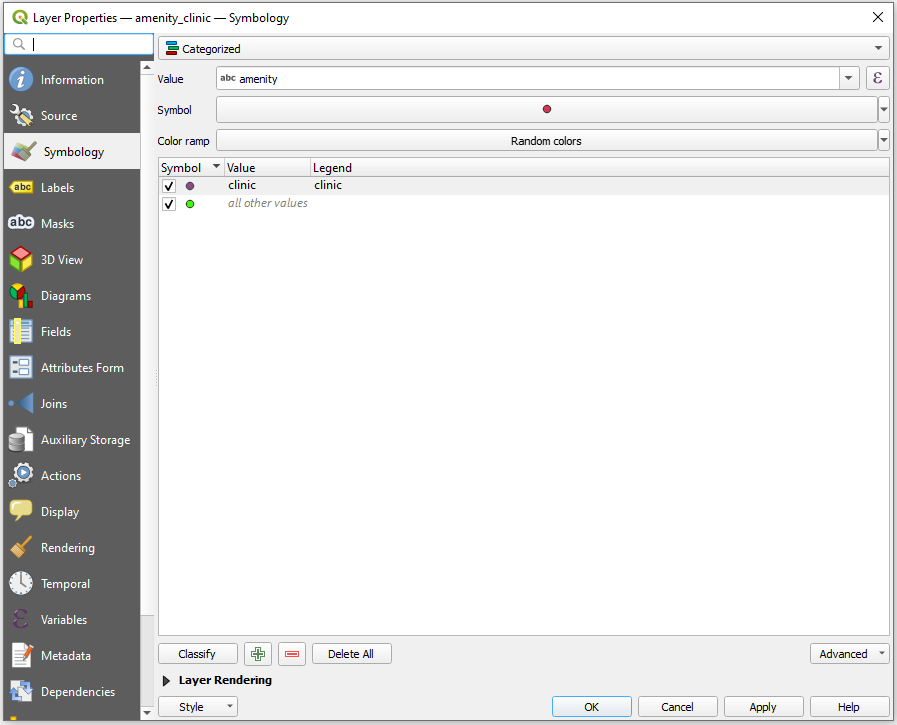 Layer Properties — amenity_clinic — Symbology
Categorized
Information
Value
abc amenity
ε
Source
Symbol
Symbology
Color ramp
Random colors
Symbol Value Legend
clinic clinic
abc Labels
all other values
abc Masks
3D View
Diagrams
Fields
Attributes Form
Joins
Auxiliary Storage
Actions
Display
Rendering
Temporal
ε Variables
Metadata
Classify
Delete All
Advanced
Layer Rendering
Dependencies
Style
OK
Cancel
Apply
Help